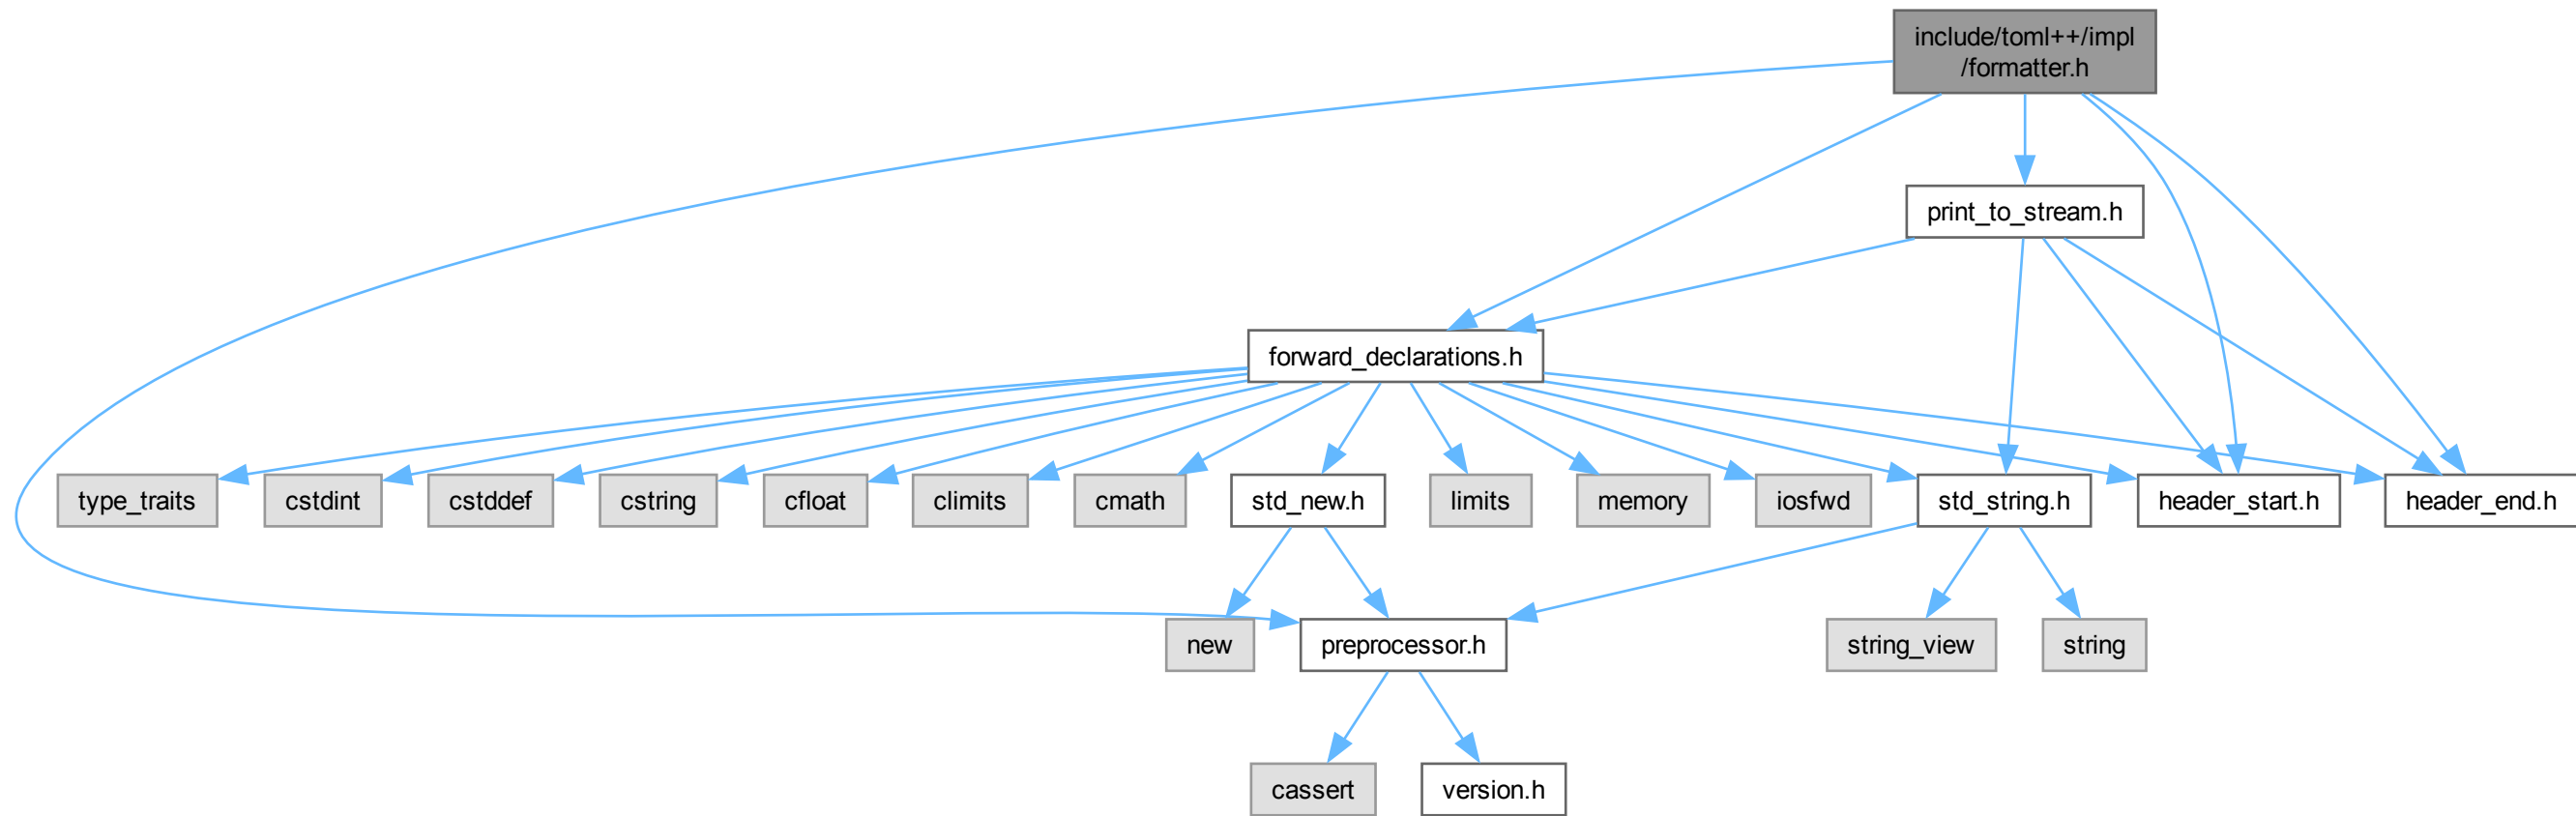 include/toml++/impl
/formatter.h
print_to_stream.h
forward_declarations.h
type_traits
cstdint
cstddef
cstring
cfloat
climits
cmath
std_new.h
limits
memory
iosfwd
std_string.h
header_start.h
header_end.h
new
preprocessor.h
string_view
string
cassert
version.h